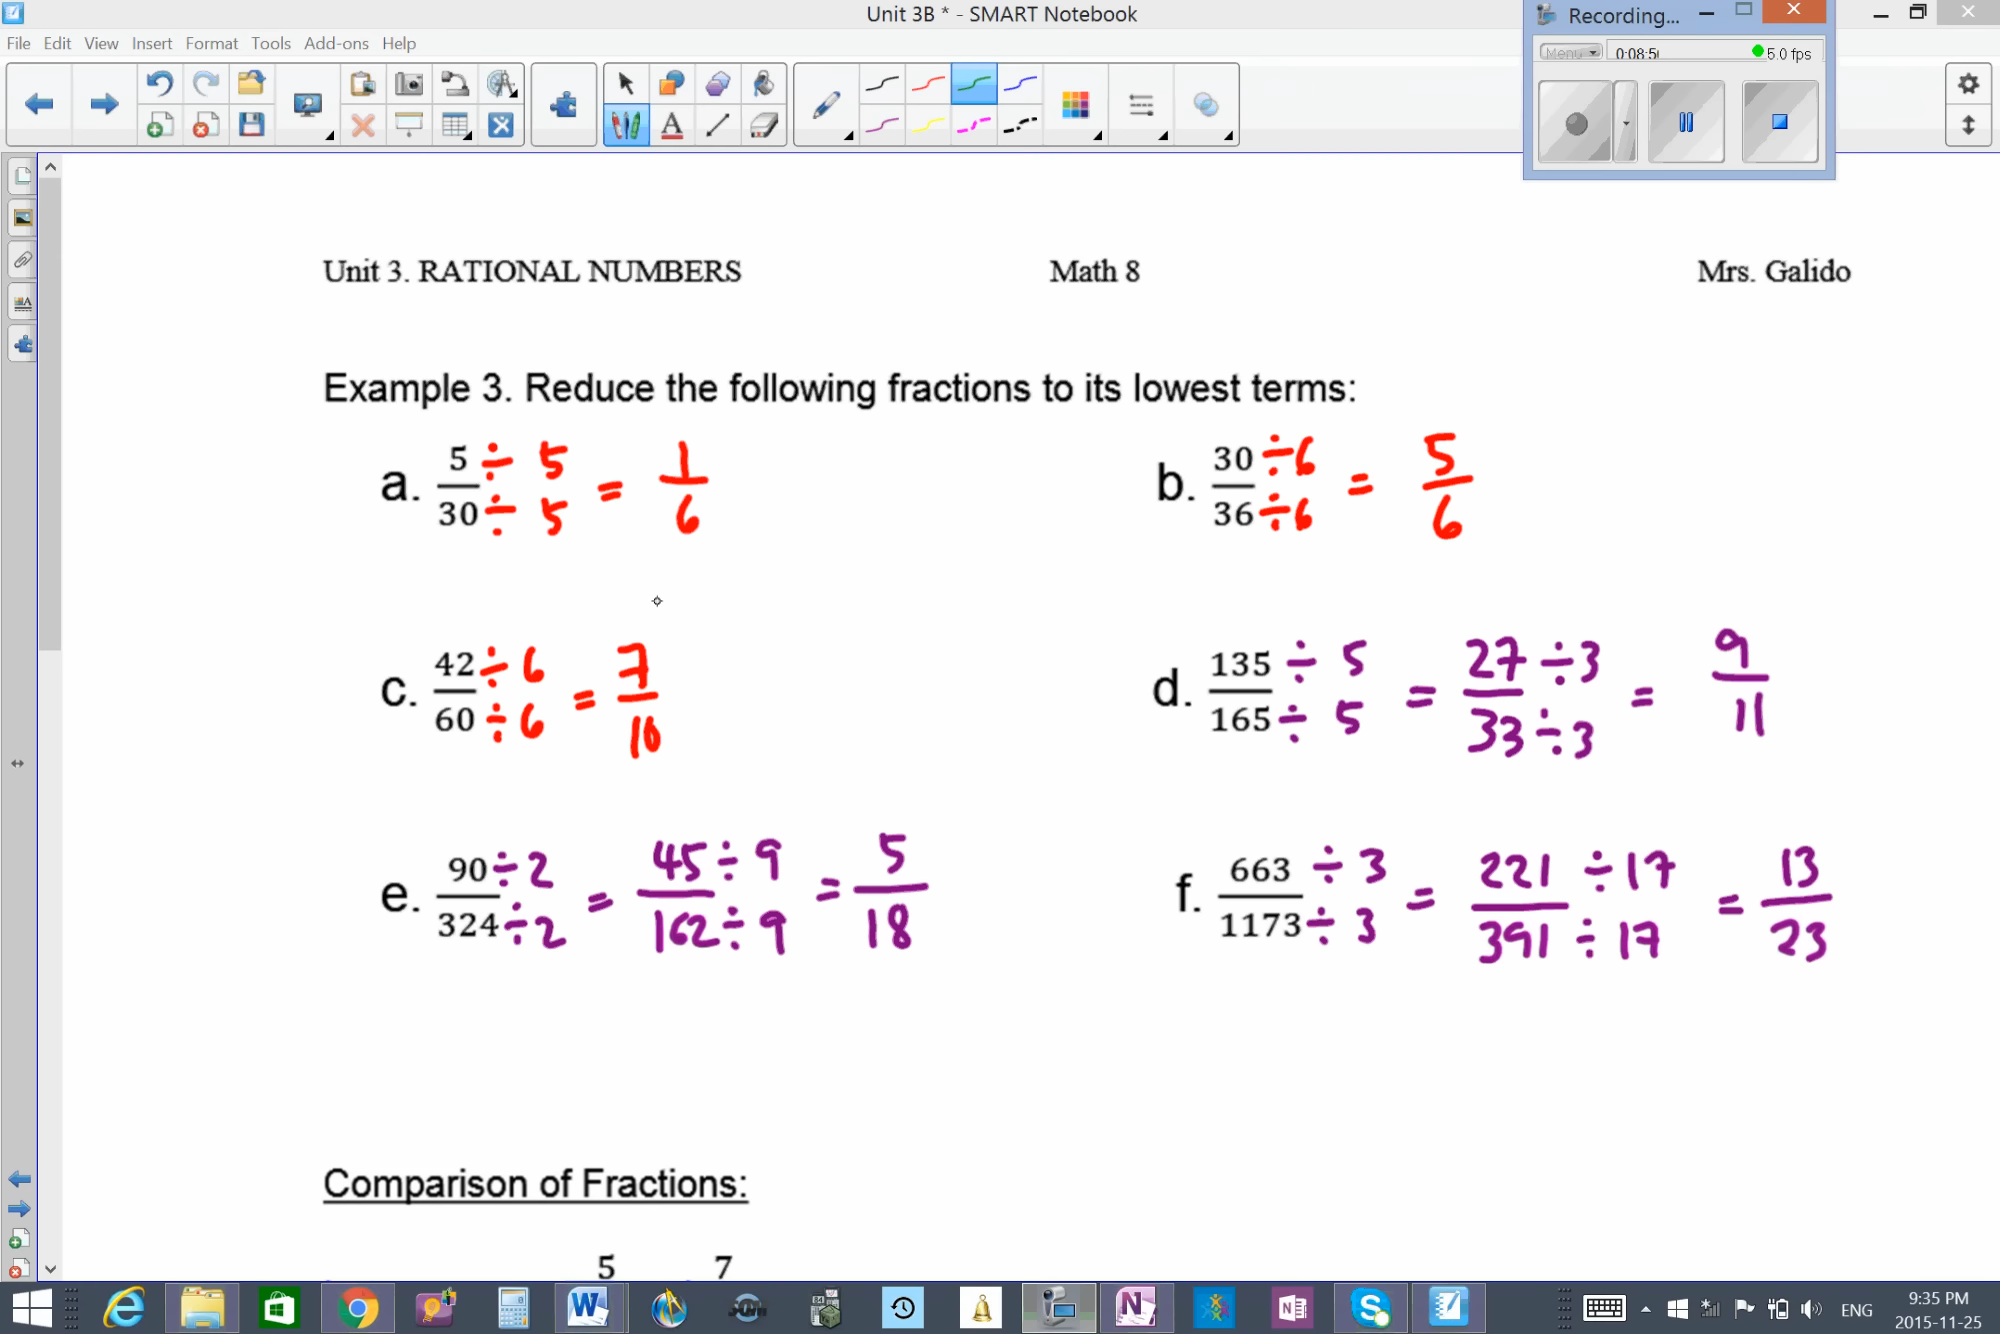 Unit 3B * - SMART Notebook
Recording...
File Edit View Insert Format Tools Add-ons Help
Menu 0:08:5 5.0 fps
Unit 3. RATIONAL NUMBERS Math 8 Mrs. Galido
Example 3. Reduce the following fractions to its lowest terms:
a. 5/30 ÷ 5/÷ 5 = 1/6
b. 30/36 ÷6/÷6 = 5/6
c. 42/60 ÷6/÷6 = 7/10
d. 135/165 ÷ 5/÷ 5 = 27/33 ÷3/÷3 = 9/11
e. 90/324 ÷2/÷2 = 45/162 ÷ 9/÷ 9 = 5/18
f. 663/1173 ÷ 3/÷ 3 = 221/391 ÷17/÷ 17 = 13/23
Comparison of Fractions:
5 7
ENG
9:35 PM
2015-11-25